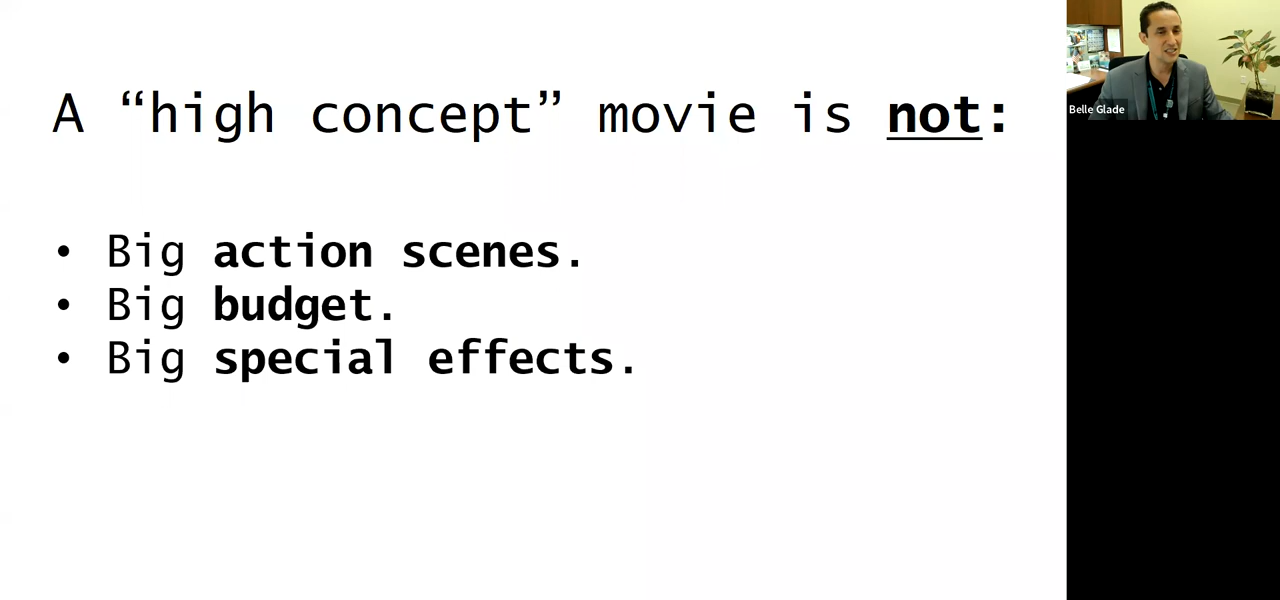 A “high concept” movie is not:
• Big action scenes.
• Big budget.
• Big special effects.
Belle Glade